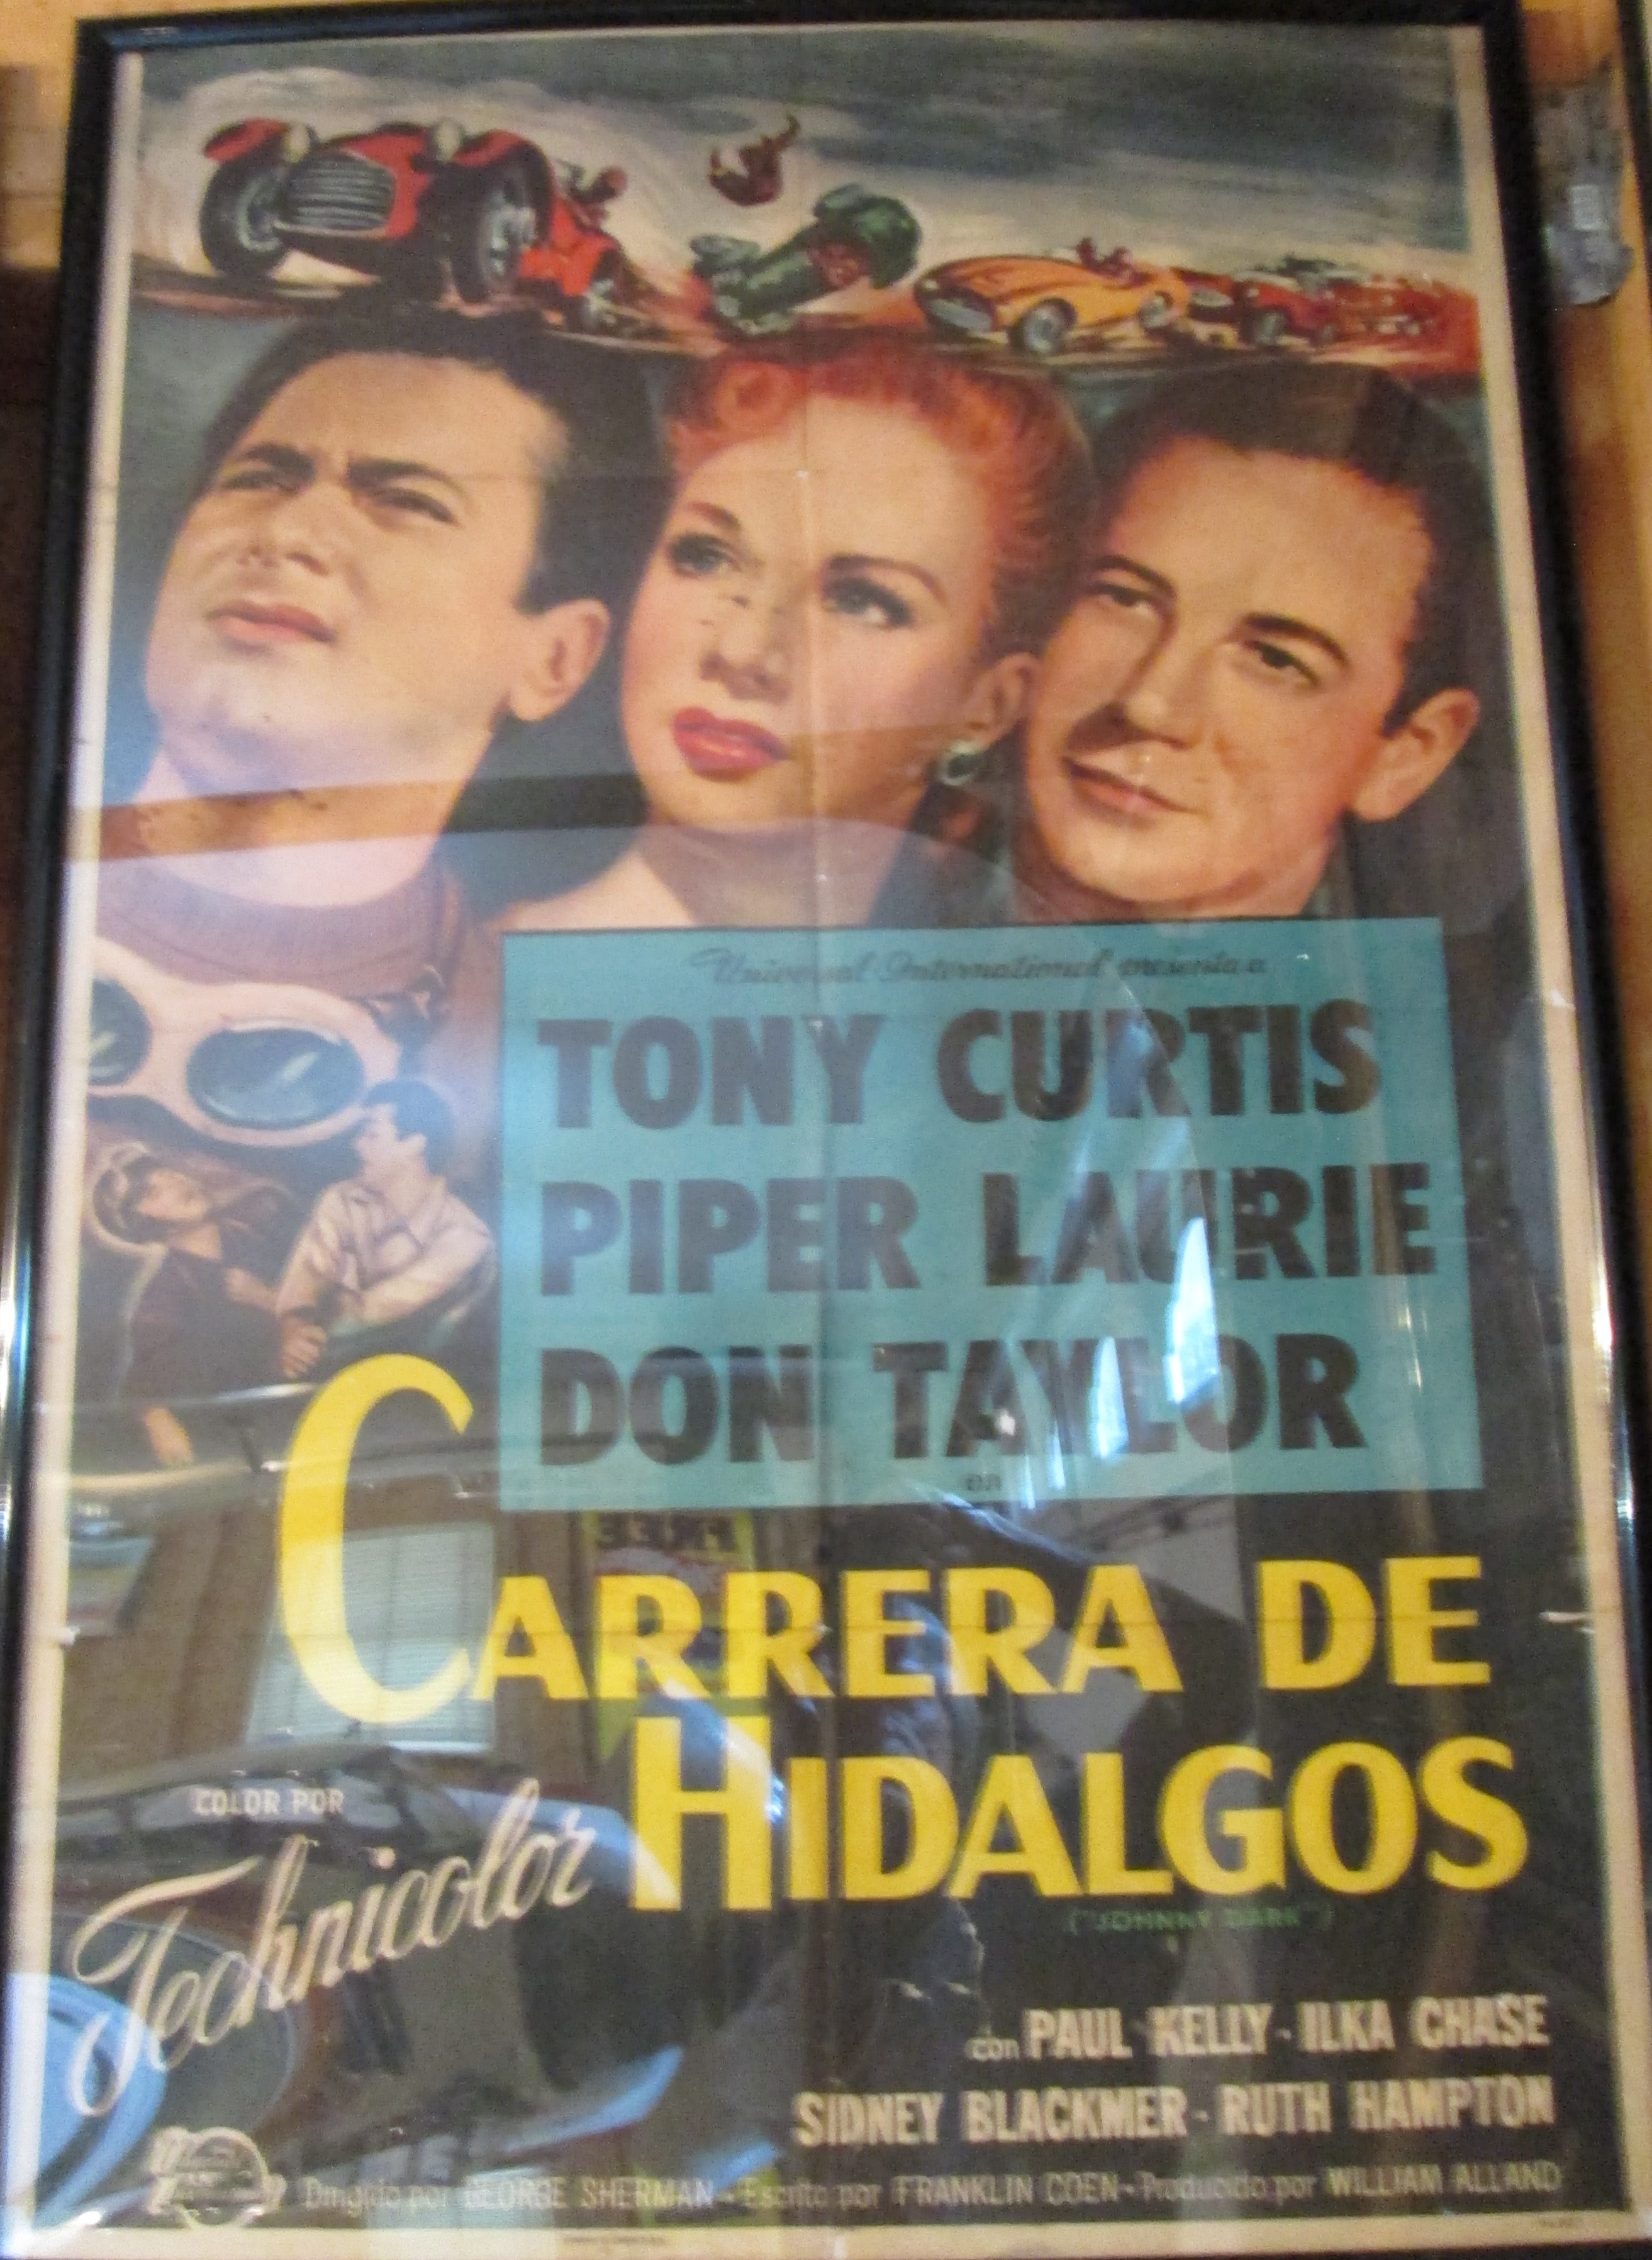 Universal-International presenta a
TONY CURTIS
PIPER LAURIE
DON TAYLOR
en
CARRERA DE
HIDALGOS
("JOHNNY DARK")
COLOR POR
Technicolor
con PAUL KELLY - ILKA CHASE
SIDNEY BLACKMER - RUTH HAMPTON
Dirigido por GEORGE SHERMAN - Escrito por FRANKLIN COEN - Producido por WILLIAM ALLAND
FREE